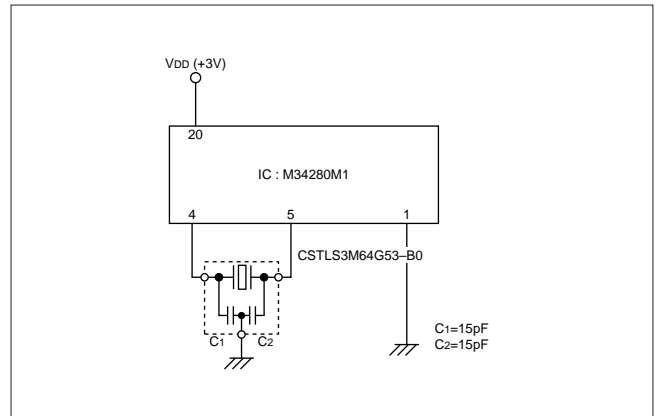 VDD (+3V)
20
IC : M34280M1
4 5 1
CSTLS3M64G53–B0
C1 C2
C1=15pF
C2=15pF